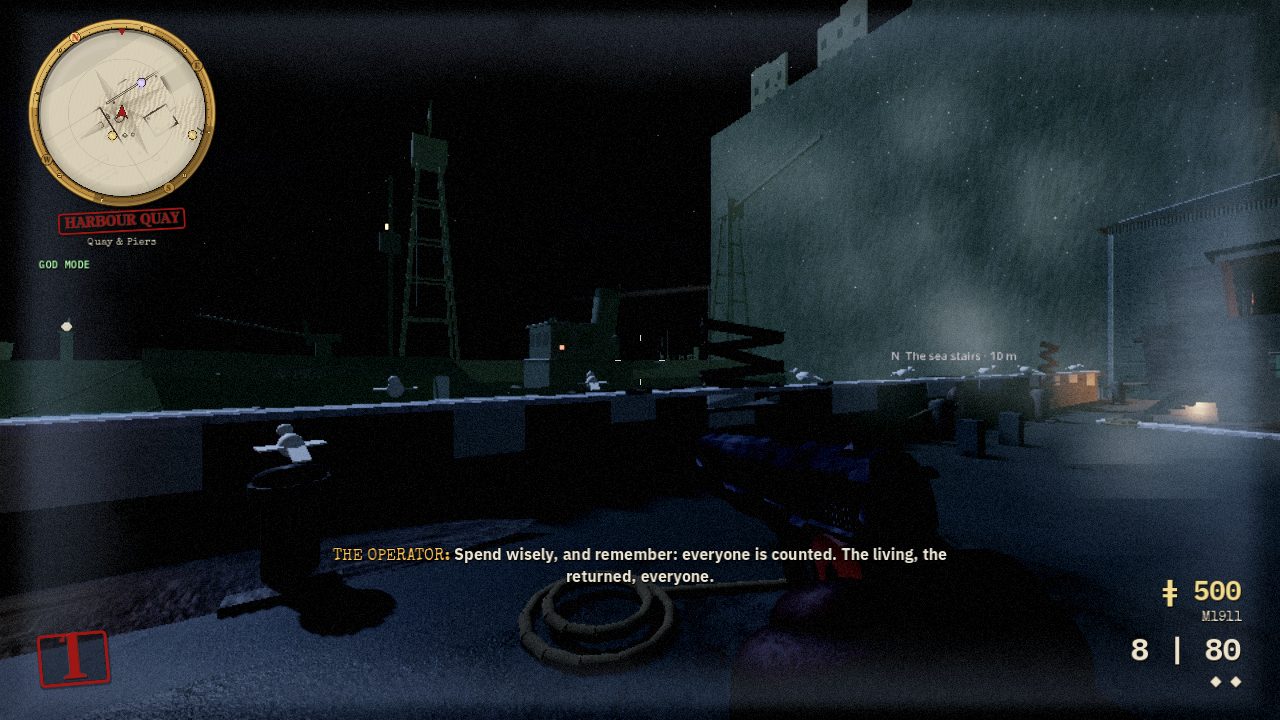 N
E
W
S
HARBOUR QUAY
Quay & Piers
GOD MODE
N The sea stairs · 10 m
THE OPERATOR: Spend wisely, and remember: everyone is counted. The living, the
returned, everyone.
500
M1911
8 | 80
I